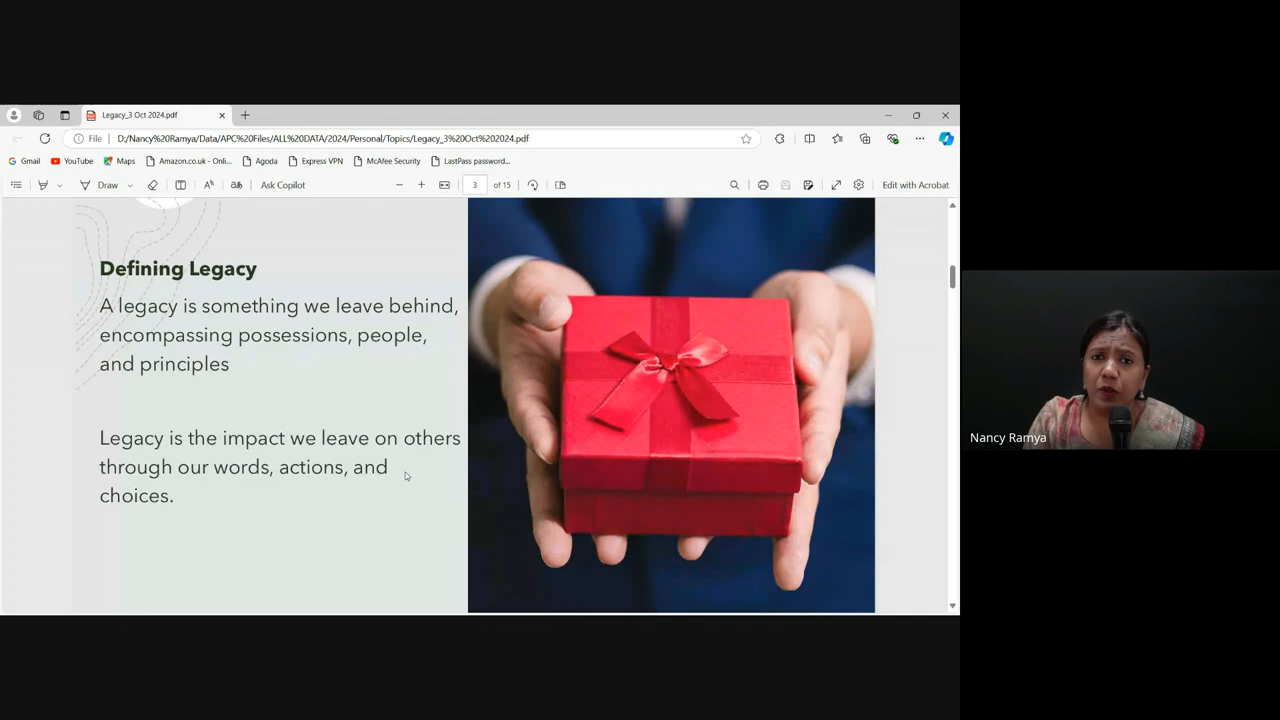 Legacy_3 Oct 2024.pdf
File
D:/Nancy%20Ramya/Data/APC%20Files/ALL%20DATA/2024/Personal/Topics/Legacy_3%20Oct%202024.pdf
Gmail YouTube Maps Amazon.co.uk - Onli... Agoda Express VPN McAfee Security LastPass password...
Draw Ask Copilot 3 of 15 Edit with Acrobat
Defining Legacy
A legacy is something we leave behind,
encompassing possessions, people,
and principles
Legacy is the impact we leave on others
through our words, actions, and
choices.
Nancy Ramya